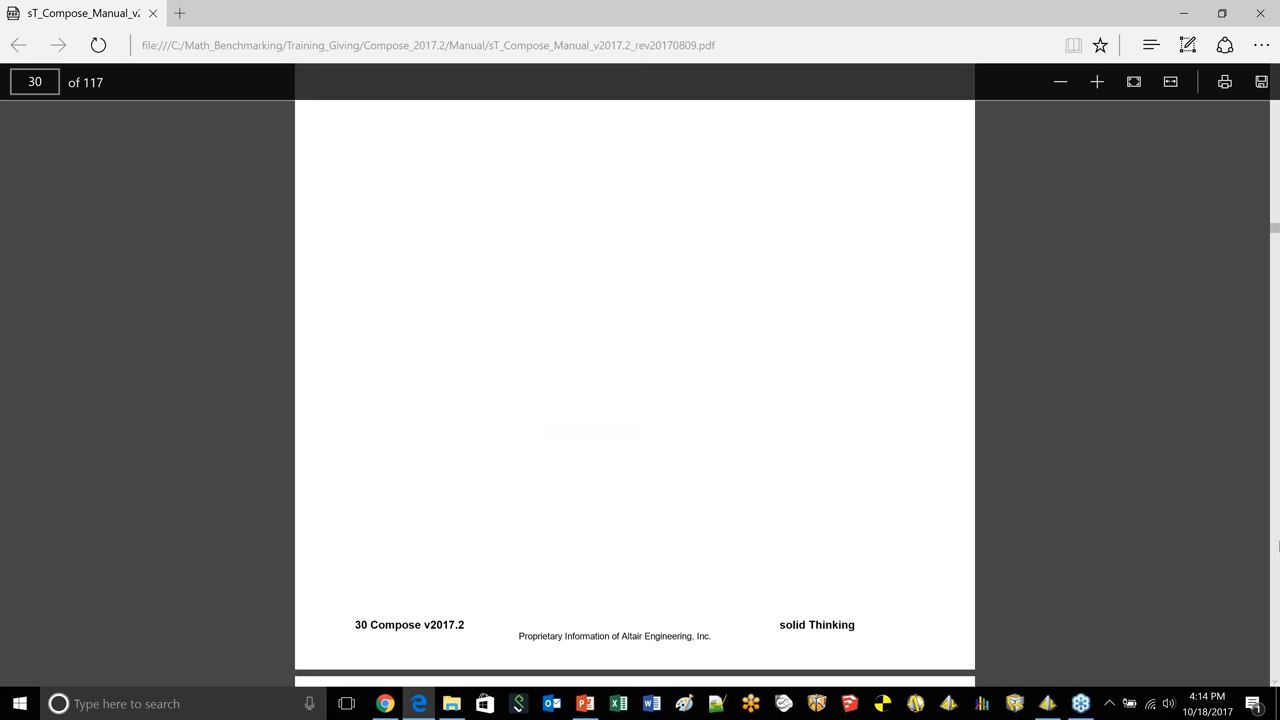 sT_Compose_Manual_v2
file:///C:/Math_Benchmarking/Training_Giving/Compose_2017.2/Manual/sT_Compose_Manual_v2017.2_rev20170809.pdf
30 of 117
30 Compose v2017.2
solid Thinking
Proprietary Information of Altair Engineering, Inc.
Type here to search
4:14 PM
10/18/2017